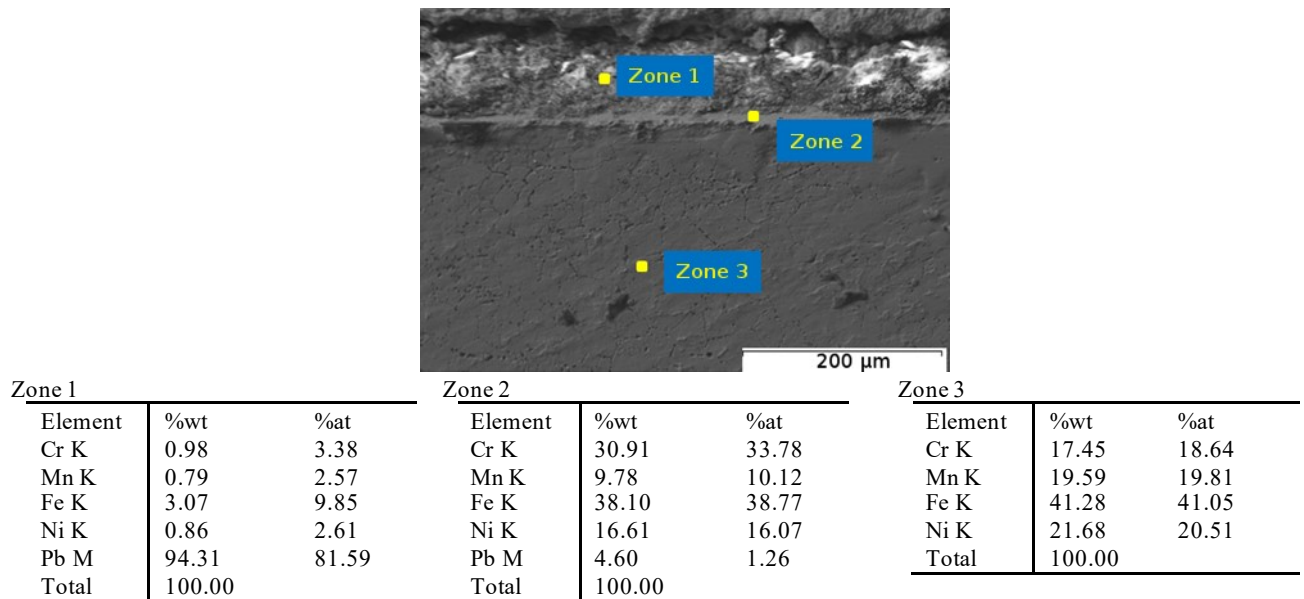 Zone 1
Zone 2
Zone 3
200 µm
Zone 1
Element %wt %at
Cr K 0.98 3.38
Mn K 0.79 2.57
Fe K 3.07 9.85
Ni K 0.86 2.61
Pb M 94.31 81.59
Total 100.00
Zone 2
Element %wt %at
Cr K 30.91 33.78
Mn K 9.78 10.12
Fe K 38.10 38.77
Ni K 16.61 16.07
Pb M 4.60 1.26
Total 100.00
Zone 3
Element %wt %at
Cr K 17.45 18.64
Mn K 19.59 19.81
Fe K 41.28 41.05
Ni K 21.68 20.51
Total 100.00